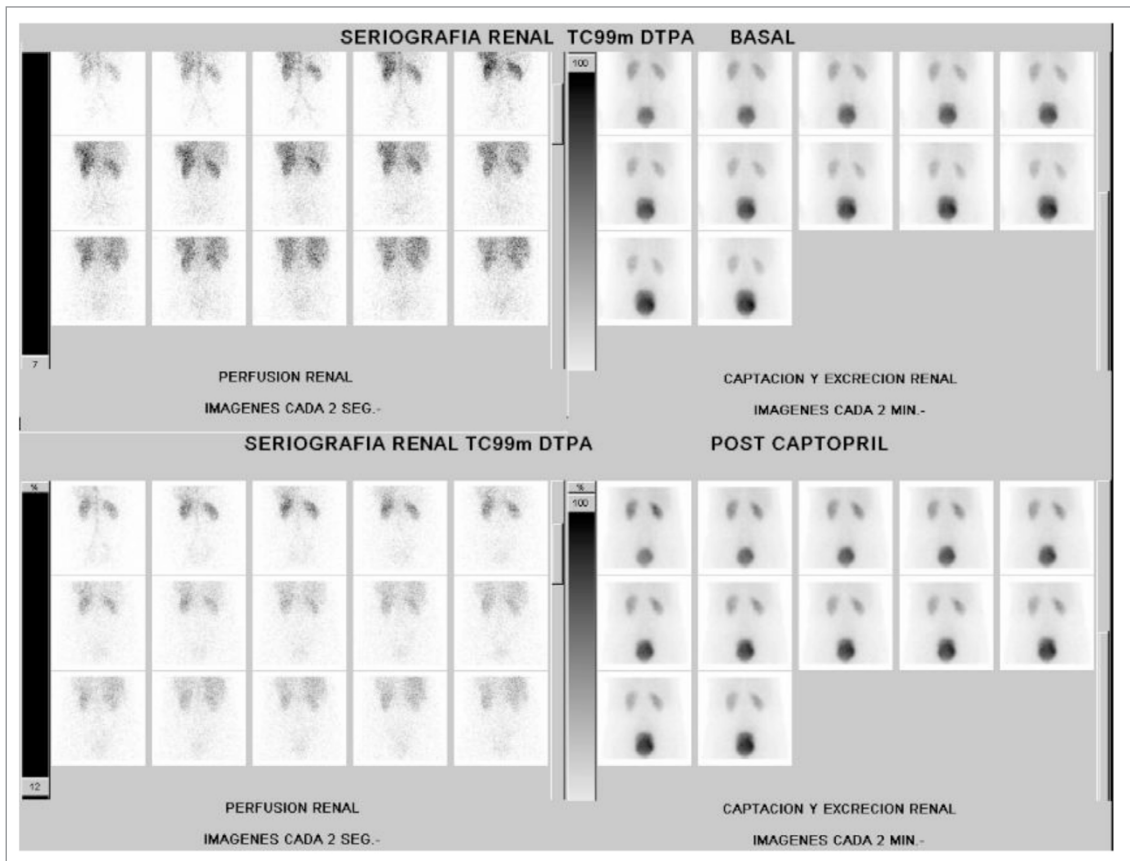 SERIOGRAFIA RENAL TC99m DTPA BASAL
100
7
PERFUSION RENAL
IMAGENES CADA 2 SEG.-
CAPTACION Y EXCRECION RENAL
IMAGENES CADA 2 MIN.-
SERIOGRAFIA RENAL TC99m DTPA POST CAPTOPRIL
%
%
100
12
PERFUSION RENAL
IMAGENES CADA 2 SEG.-
CAPTACION Y EXCRECION RENAL
IMAGENES CADA 2 MIN.-